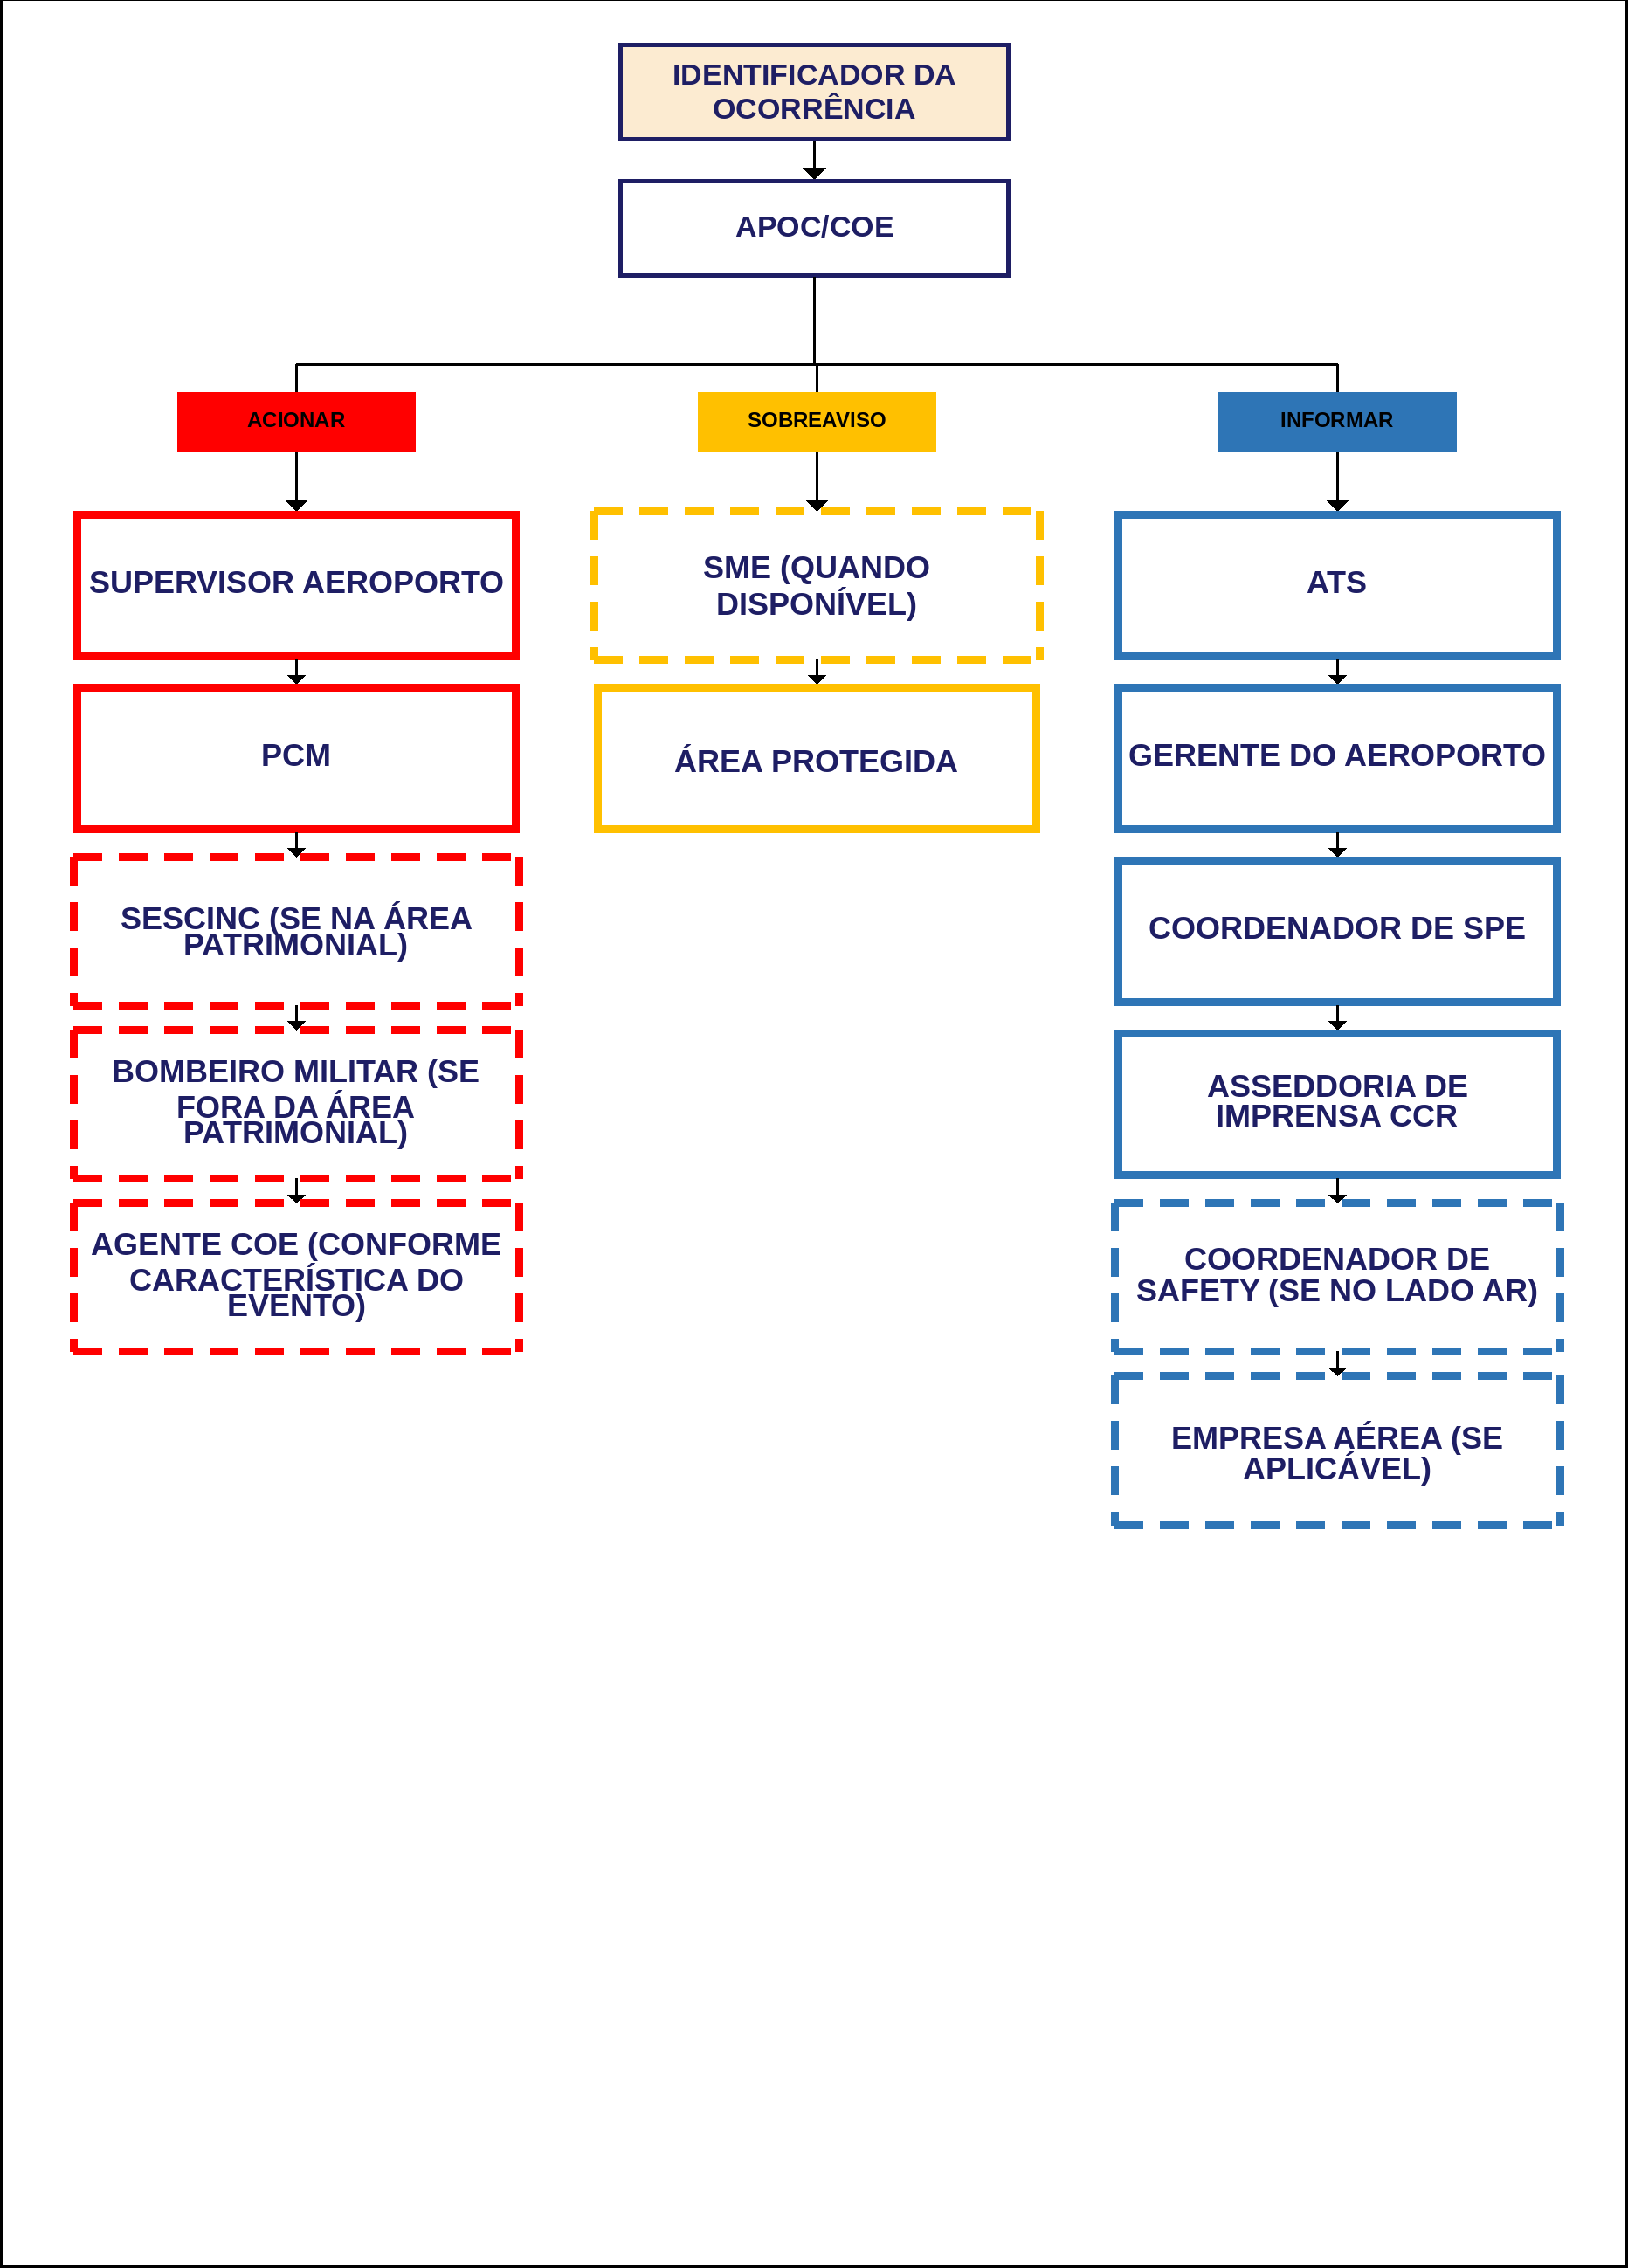 IDENTIFICADOR DA
OCORRÊNCIA
APOC/COE
ACIONAR
SOBREAVISO
INFORMAR
SUPERVISOR AEROPORTO
PCM
SESCINC (SE NA ÁREA
PATRIMONIAL)
BOMBEIRO MILITAR (SE
FORA DA ÁREA
PATRIMONIAL)
AGENTE COE (CONFORME
CARACTERÍSTICA DO
EVENTO)
SME (QUANDO
DISPONÍVEL)
ÁREA PROTEGIDA
ATS
GERENTE DO AEROPORTO
COORDENADOR DE SPE
ASSEDDORIA DE
IMPRENSA CCR
COORDENADOR DE
SAFETY (SE NO LADO AR)
EMPRESA AÉREA (SE
APLICÁVEL)